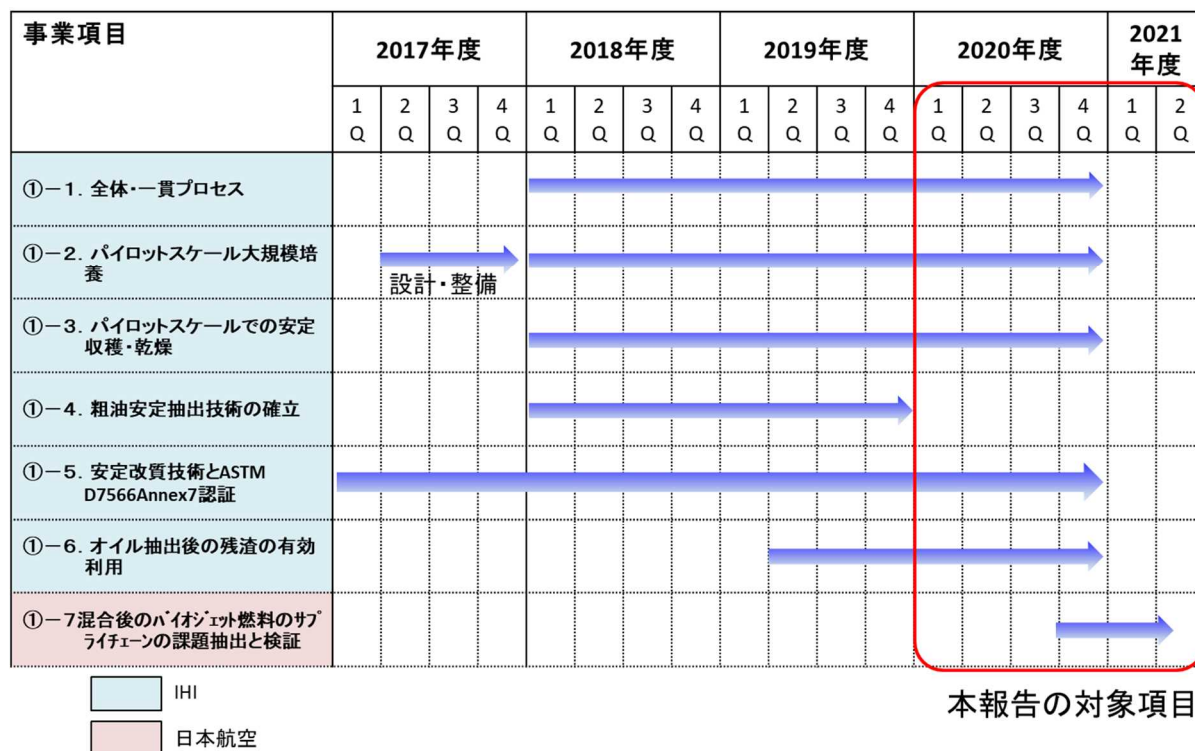 事業項目
2017年度
2018年度
2019年度
2020年度
2021
年度
1
Q
2
Q
3
Q
4
Q
1
Q
2
Q
3
Q
4
Q
1
Q
2
Q
3
Q
4
Q
1
Q
2
Q
3
Q
4
Q
1
Q
2
Q
①－1．全体・一貫プロセス
①－2．パイロットスケール大規模培
養
設計・整備
①－3．パイロットスケールでの安定
収穫・乾燥
①－4．粗油安定抽出技術の確立
①－5．安定改質技術とASTM
D7566Annex7認証
①－6．オイル抽出後の残渣の有効
利用
①－7混合後のバイオジェット燃料のサプ
ライチェーンの課題抽出と検証
IHI
日本航空
本報告の対象項目